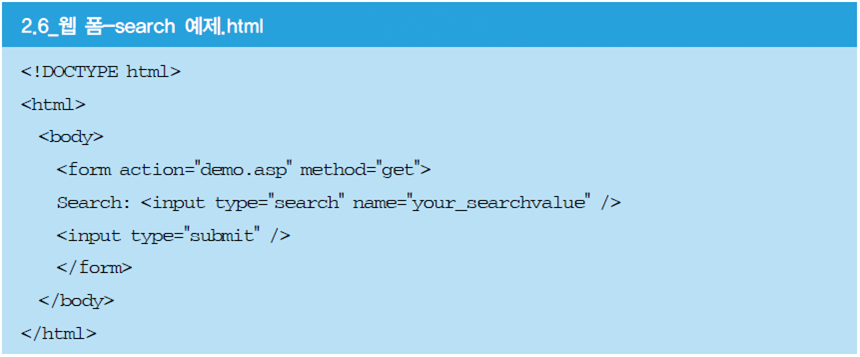 2.6_웹 폼-search 예제.html
<!DOCTYPE html>
<html>
<body>
<form action="demo.asp" method="get">
Search: <input type="search" name="your_searchvalue" />
<input type="submit" />
</form>
</body>
</html>